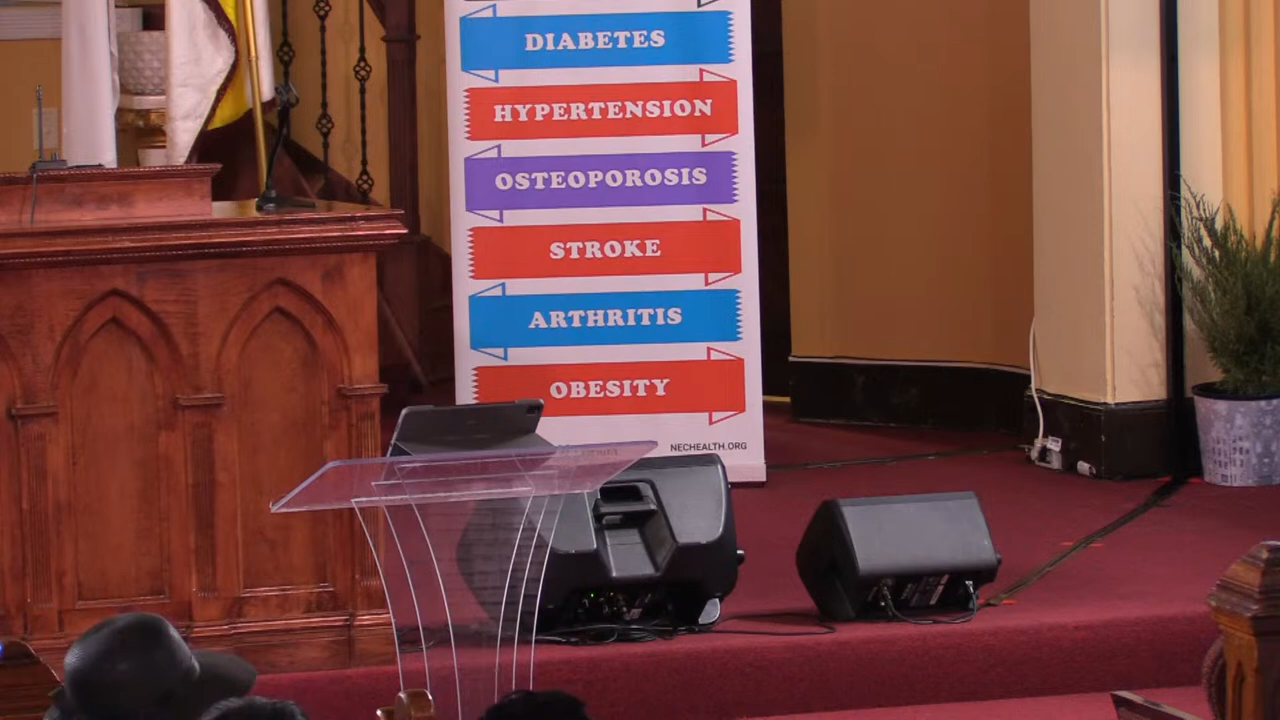 DIABETES
HYPERTENSION
OSTEOPOROSIS
STROKE
ARTHRITIS
OBESITY
NECHEALTH.ORG